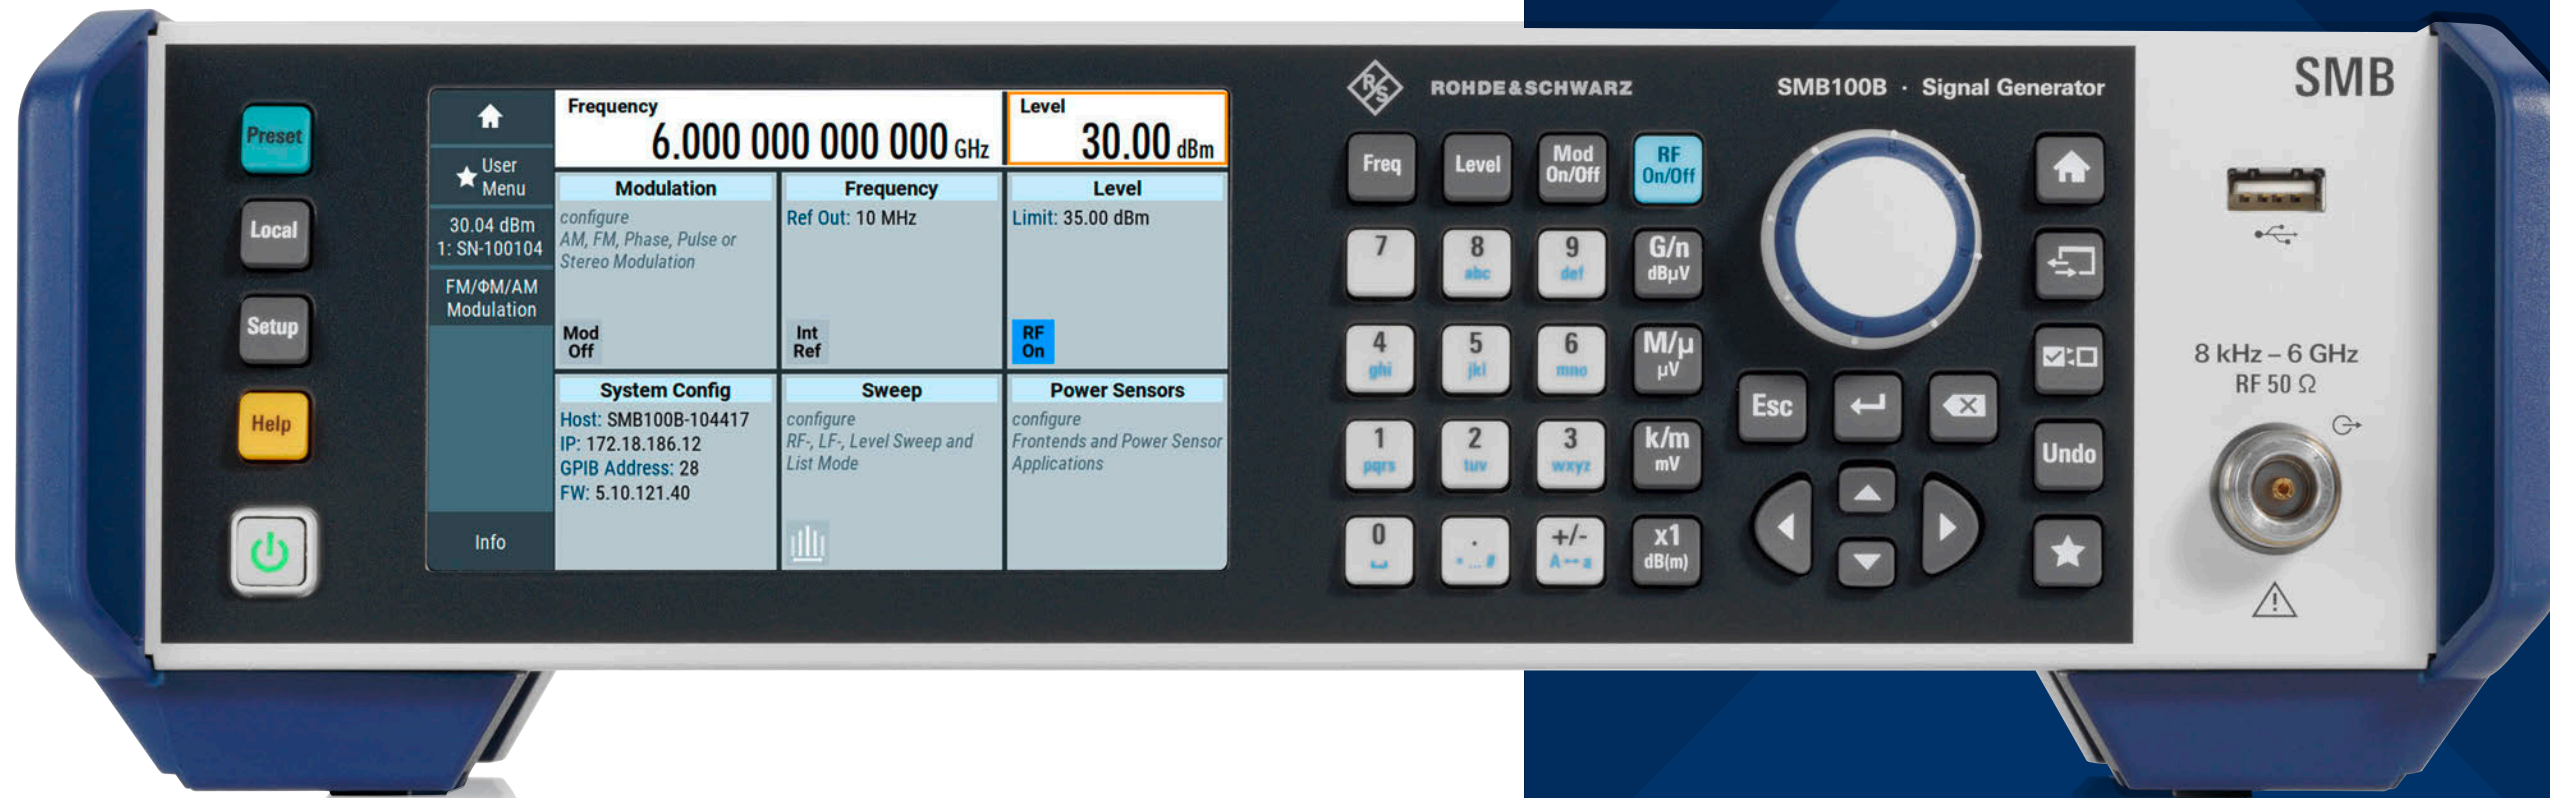 Preset
Local
Setup
Help
User
Menu
30.04 dBm
1: SN-100104
FM/ΦM/AM
Modulation
Info
Frequency
6.000 000 000 000 GHz
Level
30.00 dBm
Modulation
configure
AM, FM, Phase, Pulse or
Stereo Modulation
Mod
Off
Frequency
Ref Out: 10 MHz
Int
Ref
Level
Limit: 35.00 dBm
RF
On
System Config
Host: SMB100B-104417
IP: 172.18.186.12
GPIB Address: 28
FW: 5.10.121.40
Sweep
configure
RF-, LF-, Level Sweep and
List Mode
Power Sensors
configure
Frontends and Power Sensor
Applications
R&S
ROHDE&SCHWARZ
SMB100B · Signal Generator
Freq
Level
Mod
On/Off
RF
On/Off
7
8
abc
9
def
G/n
dBµV
4
ghi
5
jkl
6
mno
M/µ
µV
1
pqrs
2
tuv
3
wxyz
k/m
mV
0
.
* ... #
+/-
A↔a
x1
dB(m)
Esc
Undo
SMB
8 kHz – 6 GHz
RF 50 Ω